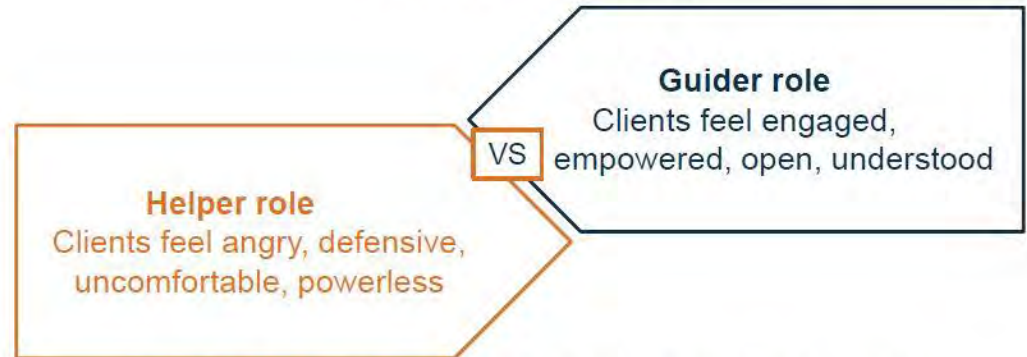 Guider role
Clients feel engaged,
empowered, open, understood
VS
Helper role
Clients feel angry, defensive,
uncomfortable, powerless